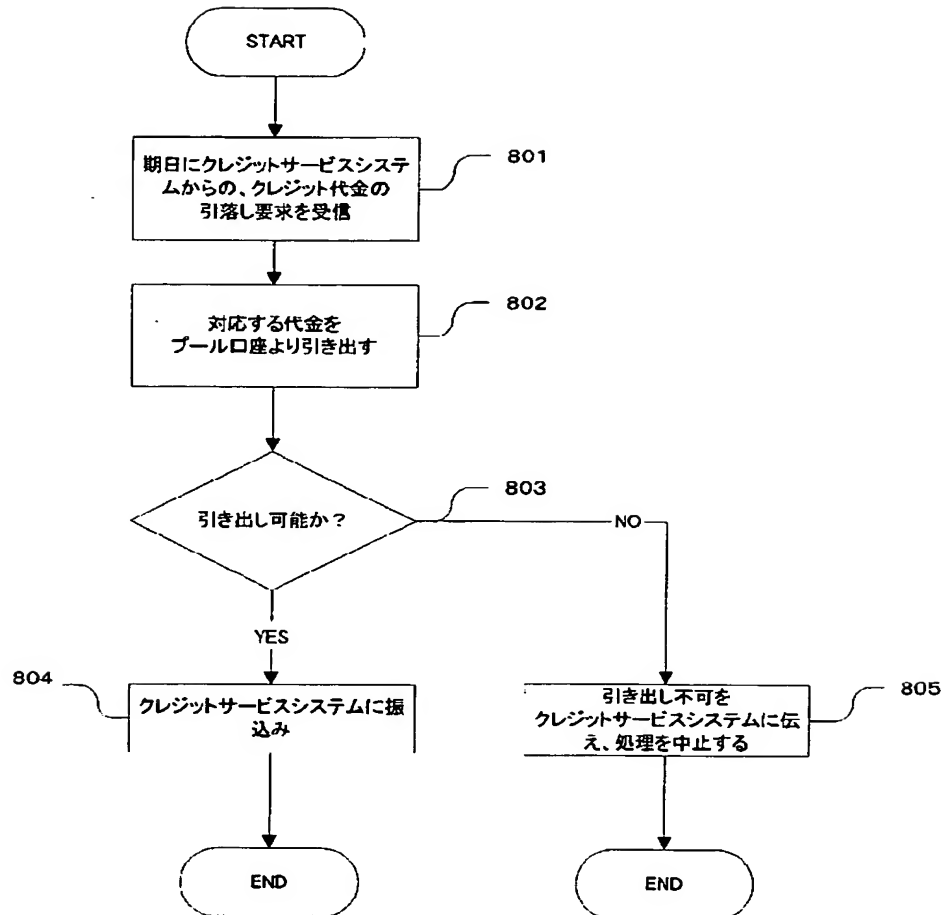 START
期日にクレジットサービスシステ
ムからの、クレジット代金の
引落し要求を受信
801
対応する代金を
プール口座より引き出す
802
引き出し可能か？
803
NO
YES
804
クレジットサービスシステムに振
込み
引き出し不可を
クレジットサービスシステムに伝
え、処理を中止する
805
END
END